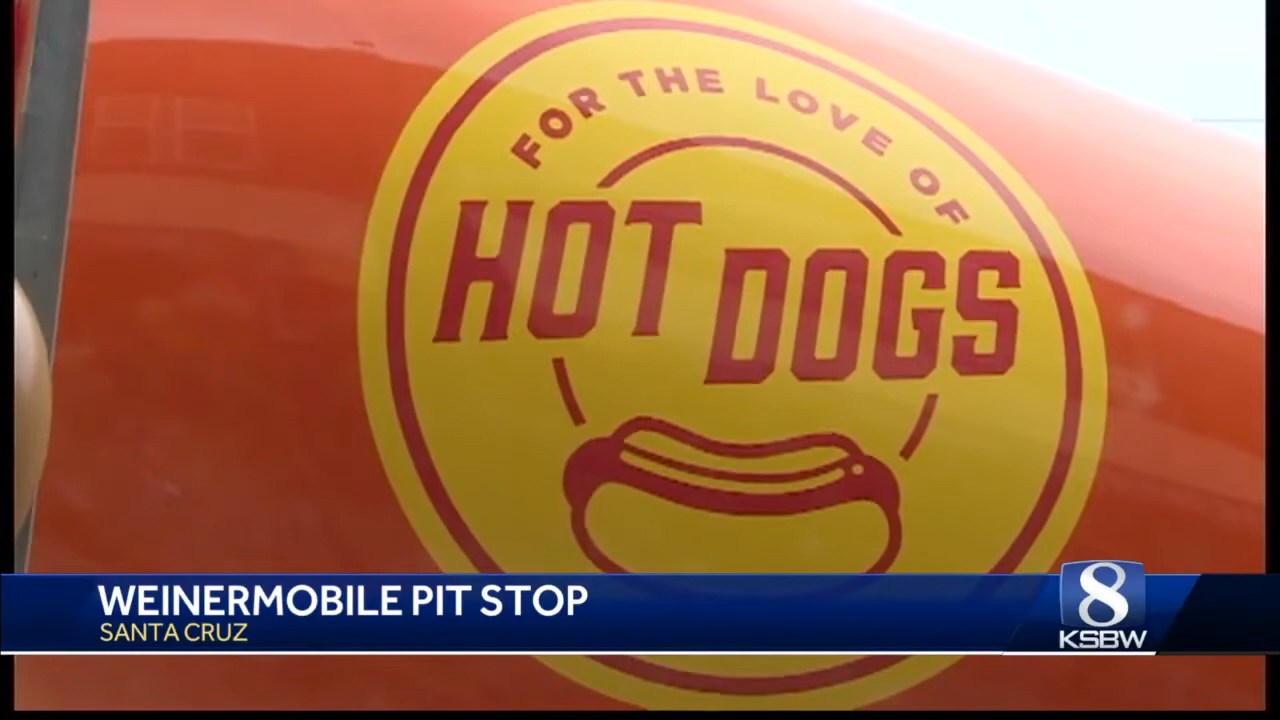 FOR THE LOVE OF
HOT DOGS
WEINERMOBILE PIT STOP
SANTA CRUZ
8
KSBW